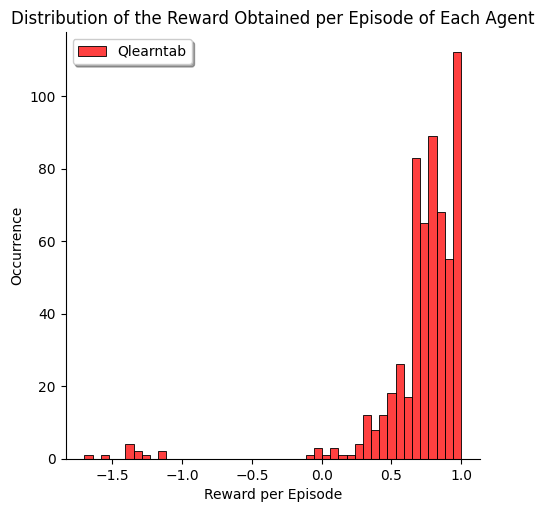 Distribution of the Reward Obtained per Episode of Each Agent
Qlearntab
100
80
60
40
20
0
Occurrence
−1.5 −1.0 −0.5 0.0 0.5 1.0
Reward per Episode